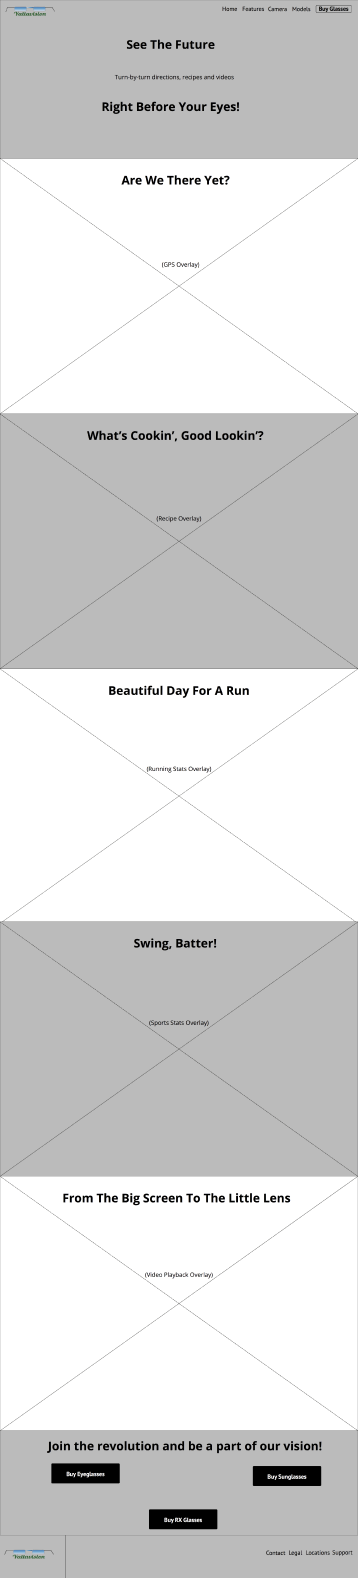 Home Features Camera Models Buy Glasses
See The Future
Turn-by-turn directions, recipes and videos
Right Before Your Eyes!
Are We There Yet?
(GPS Overlay)
What’s Cookin’, Good Lookin’?
(Recipe Overlay)
Beautiful Day For A Run
(Running Stats Overlay)
Swing, Batter!
(Sports Stats Overlay)
From The Big Screen To The Little Lens
(Video Playback Overlay)
Join the revolution and be a part of our vision!
Buy Eyeglasses
Buy Sunglasses
Buy RX Glasses
Contact Legal Locations Support